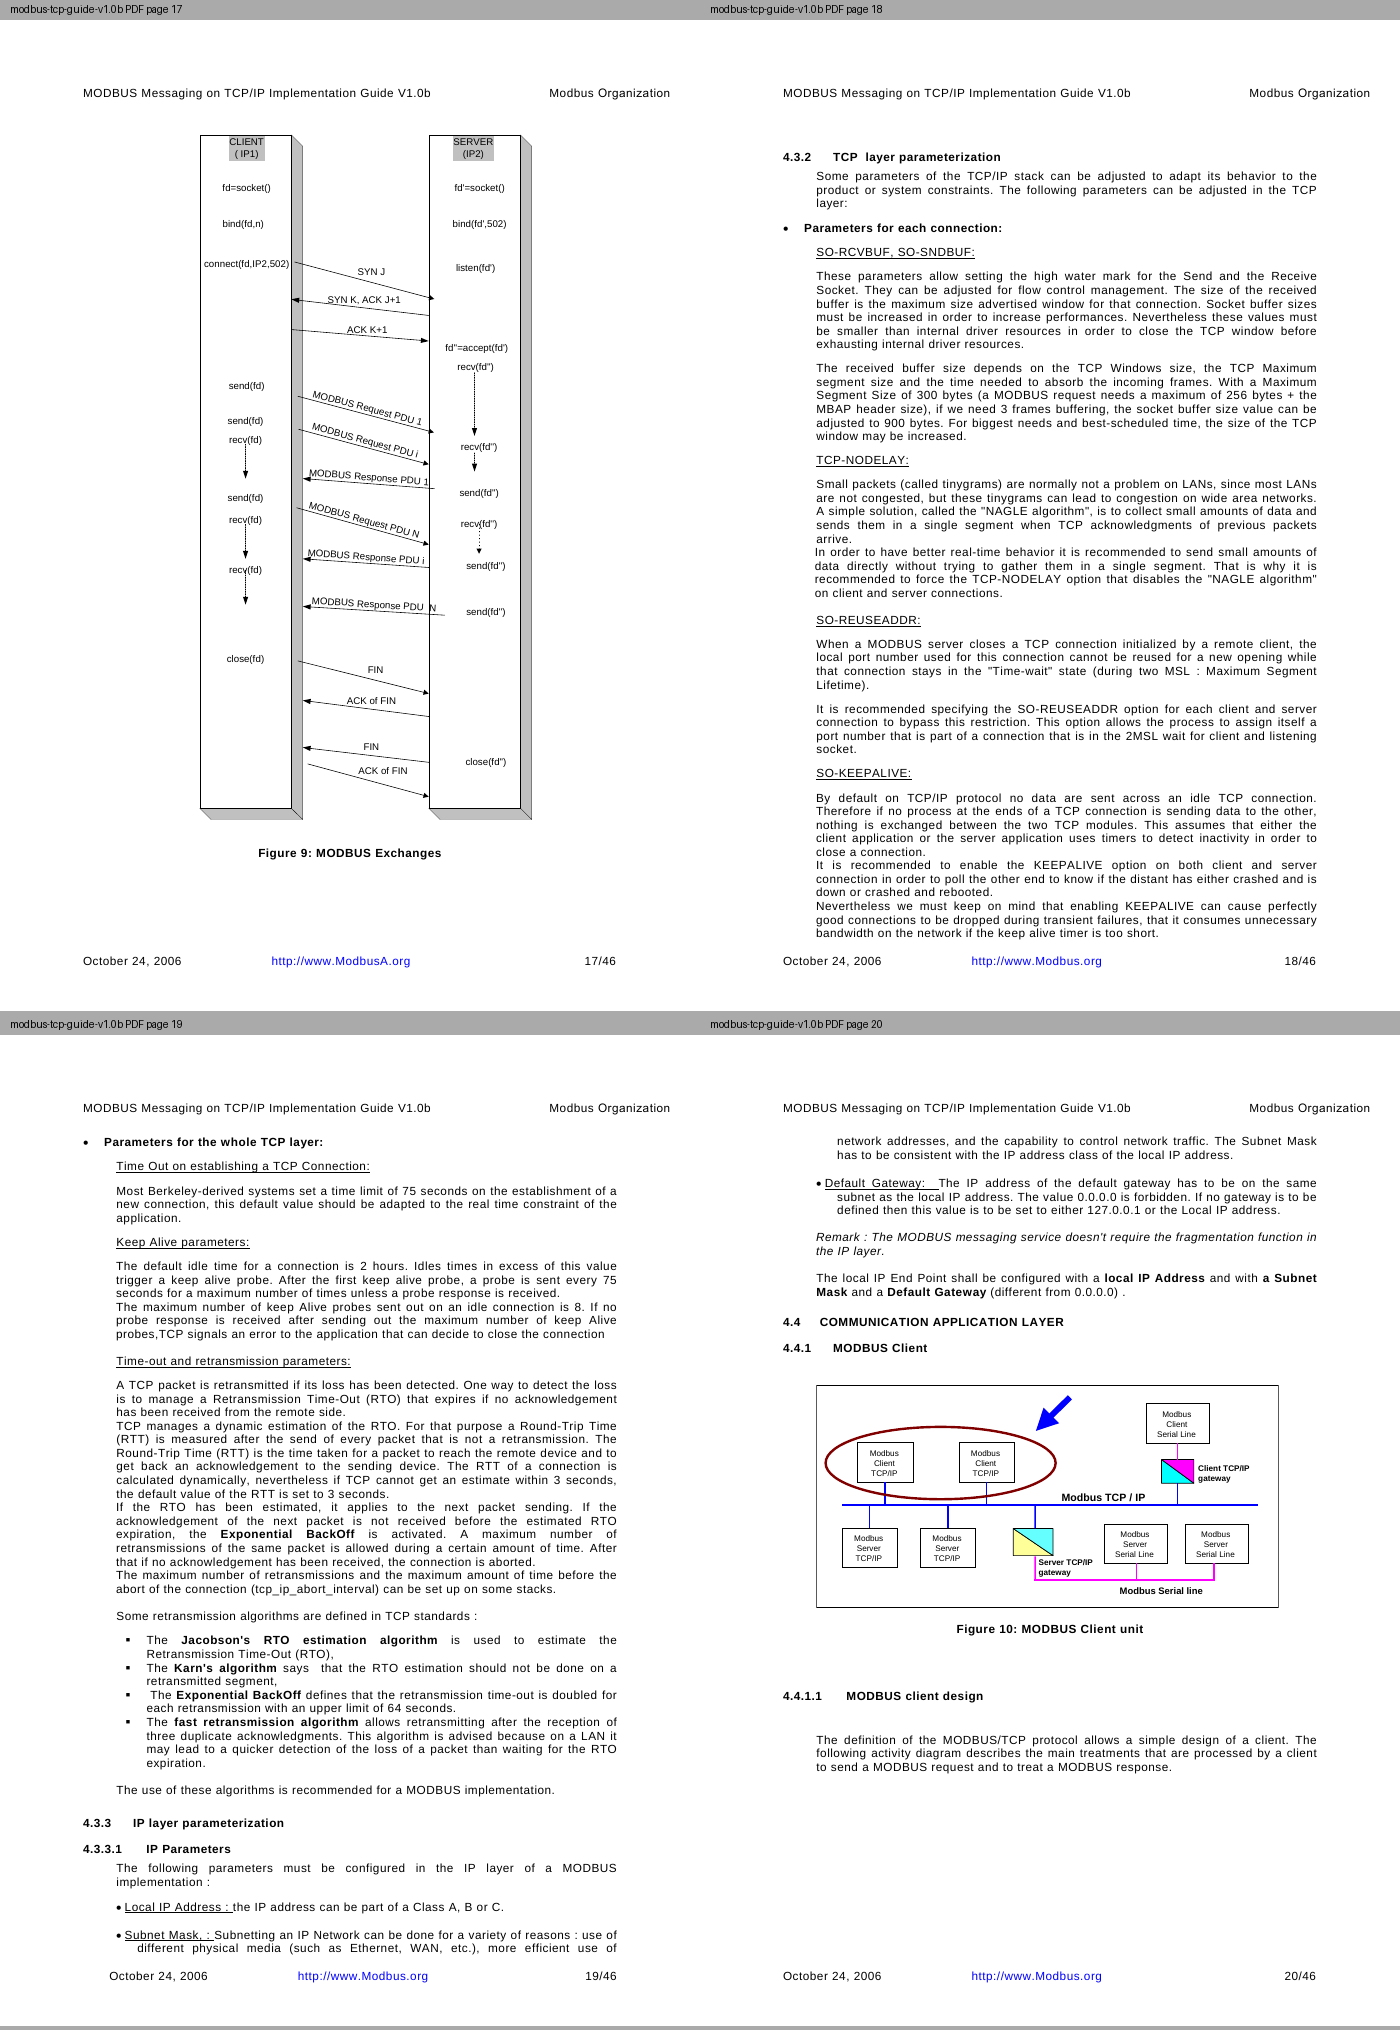 modbus-tcp-guide-v1.0b PDF page 17
MODBUS Messaging on TCP/IP Implementation Guide V1.0b Modbus Organization
CLIENT
( IP1)
SERVER
(IP2)
fd=socket()
fd'=socket()
bind(fd,n)
bind(fd',502)
connect(fd,IP2,502)
listen(fd')
SYN J
SYN K, ACK J+1
ACK K+1
fd"=accept(fd')
recv(fd")
send(fd)
MODBUS Request PDU 1
send(fd)
MODBUS Request PDU i
recv(fd)
recv(fd")
MODBUS Response PDU 1
send(fd")
send(fd)
MODBUS Request PDU N
recv(fd)
recv(fd")
MODBUS Response PDU i
send(fd")
recv(fd)
MODBUS Response PDU N
send(fd")
close(fd)
FIN
ACK of FIN
FIN
close(fd")
ACK of FIN
Figure 9: MODBUS Exchanges
October 24, 2006 http://www.ModbusA.org 17/46
modbus-tcp-guide-v1.0b PDF page 18
MODBUS Messaging on TCP/IP Implementation Guide V1.0b Modbus Organization
4.3.2 TCP layer parameterization
Some parameters of the TCP/IP stack can be adjusted to adapt its behavior to the
product or system constraints. The following parameters can be adjusted in the TCP
layer:
• Parameters for each connection:
SO-RCVBUF, SO-SNDBUF:
These parameters allow setting the high water mark for the Send and the Receive
Socket. They can be adjusted for flow control management. The size of the received
buffer is the maximum size advertised window for that connection. Socket buffer sizes
must be increased in order to increase performances. Nevertheless these values must
be smaller than internal driver resources in order to close the TCP window before
exhausting internal driver resources.
The received buffer size depends on the TCP Windows size, the TCP Maximum
segment size and the time needed to absorb the incoming frames. With a Maximum
Segment Size of 300 bytes (a MODBUS request needs a maximum of 256 bytes + the
MBAP header size), if we need 3 frames buffering, the socket buffer size value can be
adjusted to 900 bytes. For biggest needs and best-scheduled time, the size of the TCP
window may be increased.
TCP-NODELAY:
Small packets (called tinygrams) are normally not a problem on LANs, since most LANs
are not congested, but these tinygrams can lead to congestion on wide area networks.
A simple solution, called the "NAGLE algorithm", is to collect small amounts of data and
sends them in a single segment when TCP acknowledgments of previous packets
arrive.
In order to have better real-time behavior it is recommended to send small amounts of
data directly without trying to gather them in a single segment. That is why it is
recommended to force the TCP-NODELAY option that disables the "NAGLE algorithm"
on client and server connections.
SO-REUSEADDR:
When a MODBUS server closes a TCP connection initialized by a remote client, the
local port number used for this connection cannot be reused for a new opening while
that connection stays in the "Time-wait" state (during two MSL : Maximum Segment
Lifetime).
It is recommended specifying the SO-REUSEADDR option for each client and server
connection to bypass this restriction. This option allows the process to assign itself a
port number that is part of a connection that is in the 2MSL wait for client and listening
socket.
SO-KEEPALIVE:
By default on TCP/IP protocol no data are sent across an idle TCP connection.
Therefore if no process at the ends of a TCP connection is sending data to the other,
nothing is exchanged between the two TCP modules. This assumes that either the
client application or the server application uses timers to detect inactivity in order to
close a connection.
It is recommended to enable the KEEPALIVE option on both client and server
connection in order to poll the other end to know if the distant has either crashed and is
down or crashed and rebooted.
Nevertheless we must keep on mind that enabling KEEPALIVE can cause perfectly
good connections to be dropped during transient failures, that it consumes unnecessary
bandwidth on the network if the keep alive timer is too short.
October 24, 2006 http://www.Modbus.org 18/46
modbus-tcp-guide-v1.0b PDF page 19
MODBUS Messaging on TCP/IP Implementation Guide V1.0b Modbus Organization
• Parameters for the whole TCP layer:
Time Out on establishing a TCP Connection:
Most Berkeley-derived systems set a time limit of 75 seconds on the establishment of a
new connection, this default value should be adapted to the real time constraint of the
application.
Keep Alive parameters:
The default idle time for a connection is 2 hours. Idles times in excess of this value
trigger a keep alive probe. After the first keep alive probe, a probe is sent every 75
seconds for a maximum number of times unless a probe response is received.
The maximum number of keep Alive probes sent out on an idle connection is 8. If no
probe response is received after sending out the maximum number of keep Alive
probes,TCP signals an error to the application that can decide to close the connection
Time-out and retransmission parameters:
A TCP packet is retransmitted if its loss has been detected. One way to detect the loss
is to manage a Retransmission Time-Out (RTO) that expires if no acknowledgement
has been received from the remote side.
TCP manages a dynamic estimation of the RTO. For that purpose a Round-Trip Time
(RTT) is measured after the send of every packet that is not a retransmission. The
Round-Trip Time (RTT) is the time taken for a packet to reach the remote device and to
get back an acknowledgement to the sending device. The RTT of a connection is
calculated dynamically, nevertheless if TCP cannot get an estimate within 3 seconds,
the default value of the RTT is set to 3 seconds.
If the RTO has been estimated, it applies to the next packet sending. If the
acknowledgement of the next packet is not received before the estimated RTO
expiration, the Exponential BackOff is activated. A maximum number of
retransmissions of the same packet is allowed during a certain amount of time. After
that if no acknowledgement has been received, the connection is aborted.
The maximum number of retransmissions and the maximum amount of time before the
abort of the connection (tcp_ip_abort_interval) can be set up on some stacks.
Some retransmission algorithms are defined in TCP standards :
▪ The Jacobson's RTO estimation algorithm is used to estimate the
Retransmission Time-Out (RTO),
▪ The Karn's algorithm says that the RTO estimation should not be done on a
retransmitted segment,
▪ The Exponential BackOff defines that the retransmission time-out is doubled for
each retransmission with an upper limit of 64 seconds.
▪ The fast retransmission algorithm allows retransmitting after the reception of
three duplicate acknowledgments. This algorithm is advised because on a LAN it
may lead to a quicker detection of the loss of a packet than waiting for the RTO
expiration.
The use of these algorithms is recommended for a MODBUS implementation.
4.3.3 IP layer parameterization
4.3.3.1 IP Parameters
The following parameters must be configured in the IP layer of a MODBUS
implementation :
• Local IP Address : the IP address can be part of a Class A, B or C.
• Subnet Mask, : Subnetting an IP Network can be done for a variety of reasons : use of
different physical media (such as Ethernet, WAN, etc.), more efficient use of
October 24, 2006 http://www.Modbus.org 19/46
modbus-tcp-guide-v1.0b PDF page 20
MODBUS Messaging on TCP/IP Implementation Guide V1.0b Modbus Organization
network addresses, and the capability to control network traffic. The Subnet Mask
has to be consistent with the IP address class of the local IP address.
• Default Gateway: The IP address of the default gateway has to be on the same
subnet as the local IP address. The value 0.0.0.0 is forbidden. If no gateway is to be
defined then this value is to be set to either 127.0.0.1 or the Local IP address.
Remark : The MODBUS messaging service doesn't require the fragmentation function in
the IP layer.
The local IP End Point shall be configured with a local IP Address and with a Subnet
Mask and a Default Gateway (different from 0.0.0.0) .
4.4 COMMUNICATION APPLICATION LAYER
4.4.1 MODBUS Client
Modbus
Client
Serial Line
Modbus
Client
TCP/IP
Modbus
Client
TCP/IP
Client TCP/IP
gateway
Modbus TCP / IP
Modbus
Server
TCP/IP
Modbus
Server
TCP/IP
Server TCP/IP
gateway
Modbus
Server
Serial Line
Modbus
Server
Serial Line
Modbus Serial line
Figure 10: MODBUS Client unit
4.4.1.1 MODBUS client design
The definition of the MODBUS/TCP protocol allows a simple design of a client. The
following activity diagram describes the main treatments that are processed by a client
to send a MODBUS request and to treat a MODBUS response.
October 24, 2006 http://www.Modbus.org 20/46